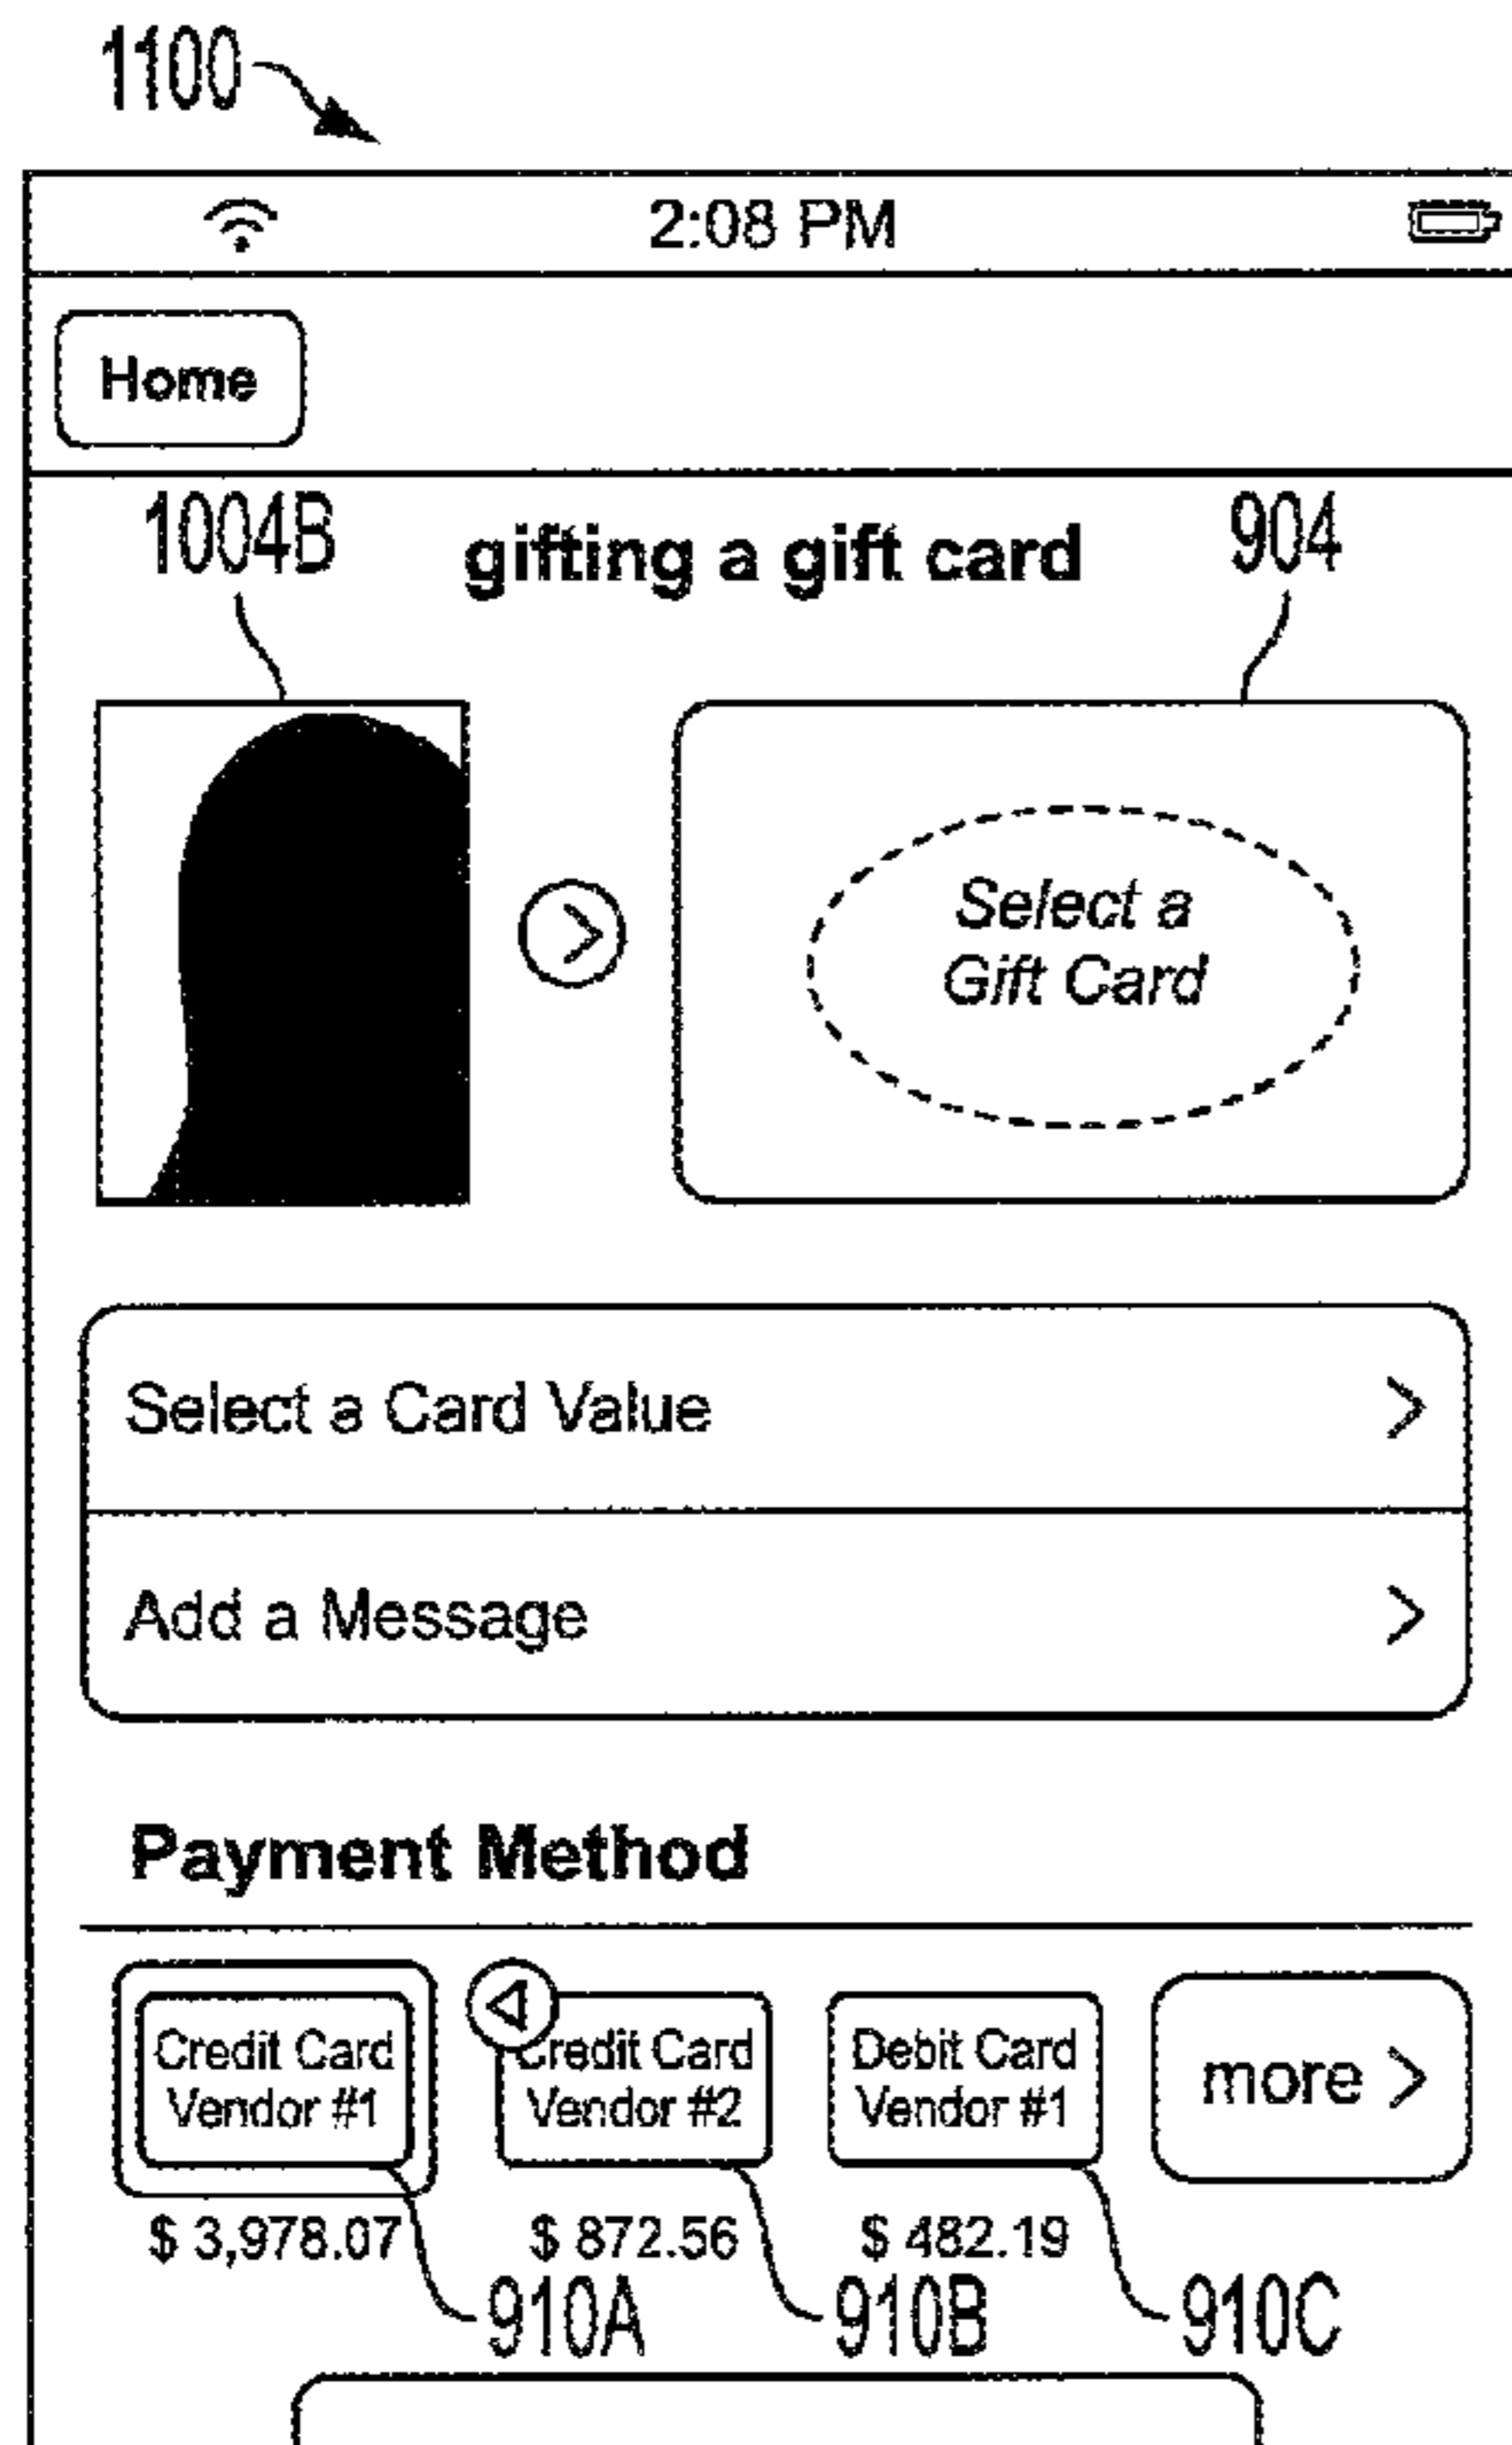 1100
2:08 PM
Home
1004B
gifting a gift card
904
Select a
Gift Card
Select a Card Value >
Add a Message >
Payment Method
Credit Card
Vendor #1
Credit Card
Vendor #2
Debit Card
Vendor #1
more >
$ 3,978.07
$ 872.56
$ 482.19
910A
910B
910C